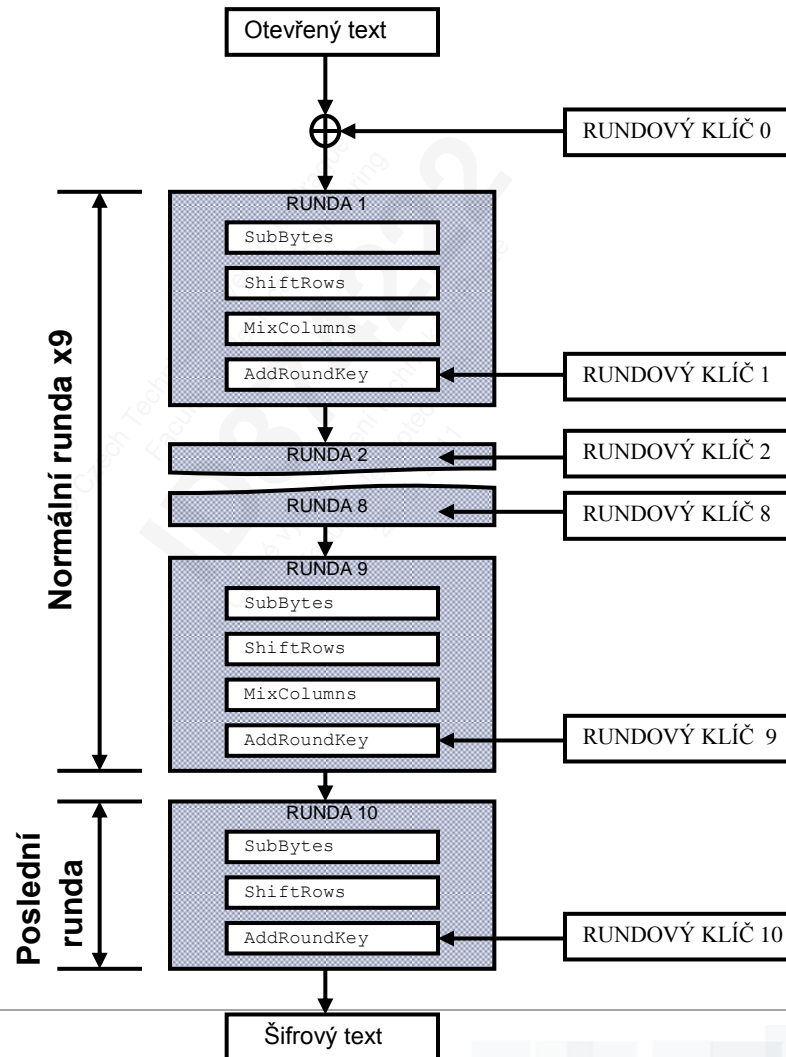 Otevřený text
RUNDOVÝ KLÍČ 0
RUNDA 1
SubBytes
ShiftRows
MixColumns
AddRoundKey
RUNDOVÝ KLÍČ 1
RUNDA 2
RUNDOVÝ KLÍČ 2
RUNDA 8
RUNDOVÝ KLÍČ 8
Normální runda x9
RUNDA 9
SubBytes
ShiftRows
MixColumns
AddRoundKey
RUNDOVÝ KLÍČ 9
RUNDA 10
SubBytes
ShiftRows
AddRoundKey
RUNDOVÝ KLÍČ 10
Poslední
runda
Šifrový text